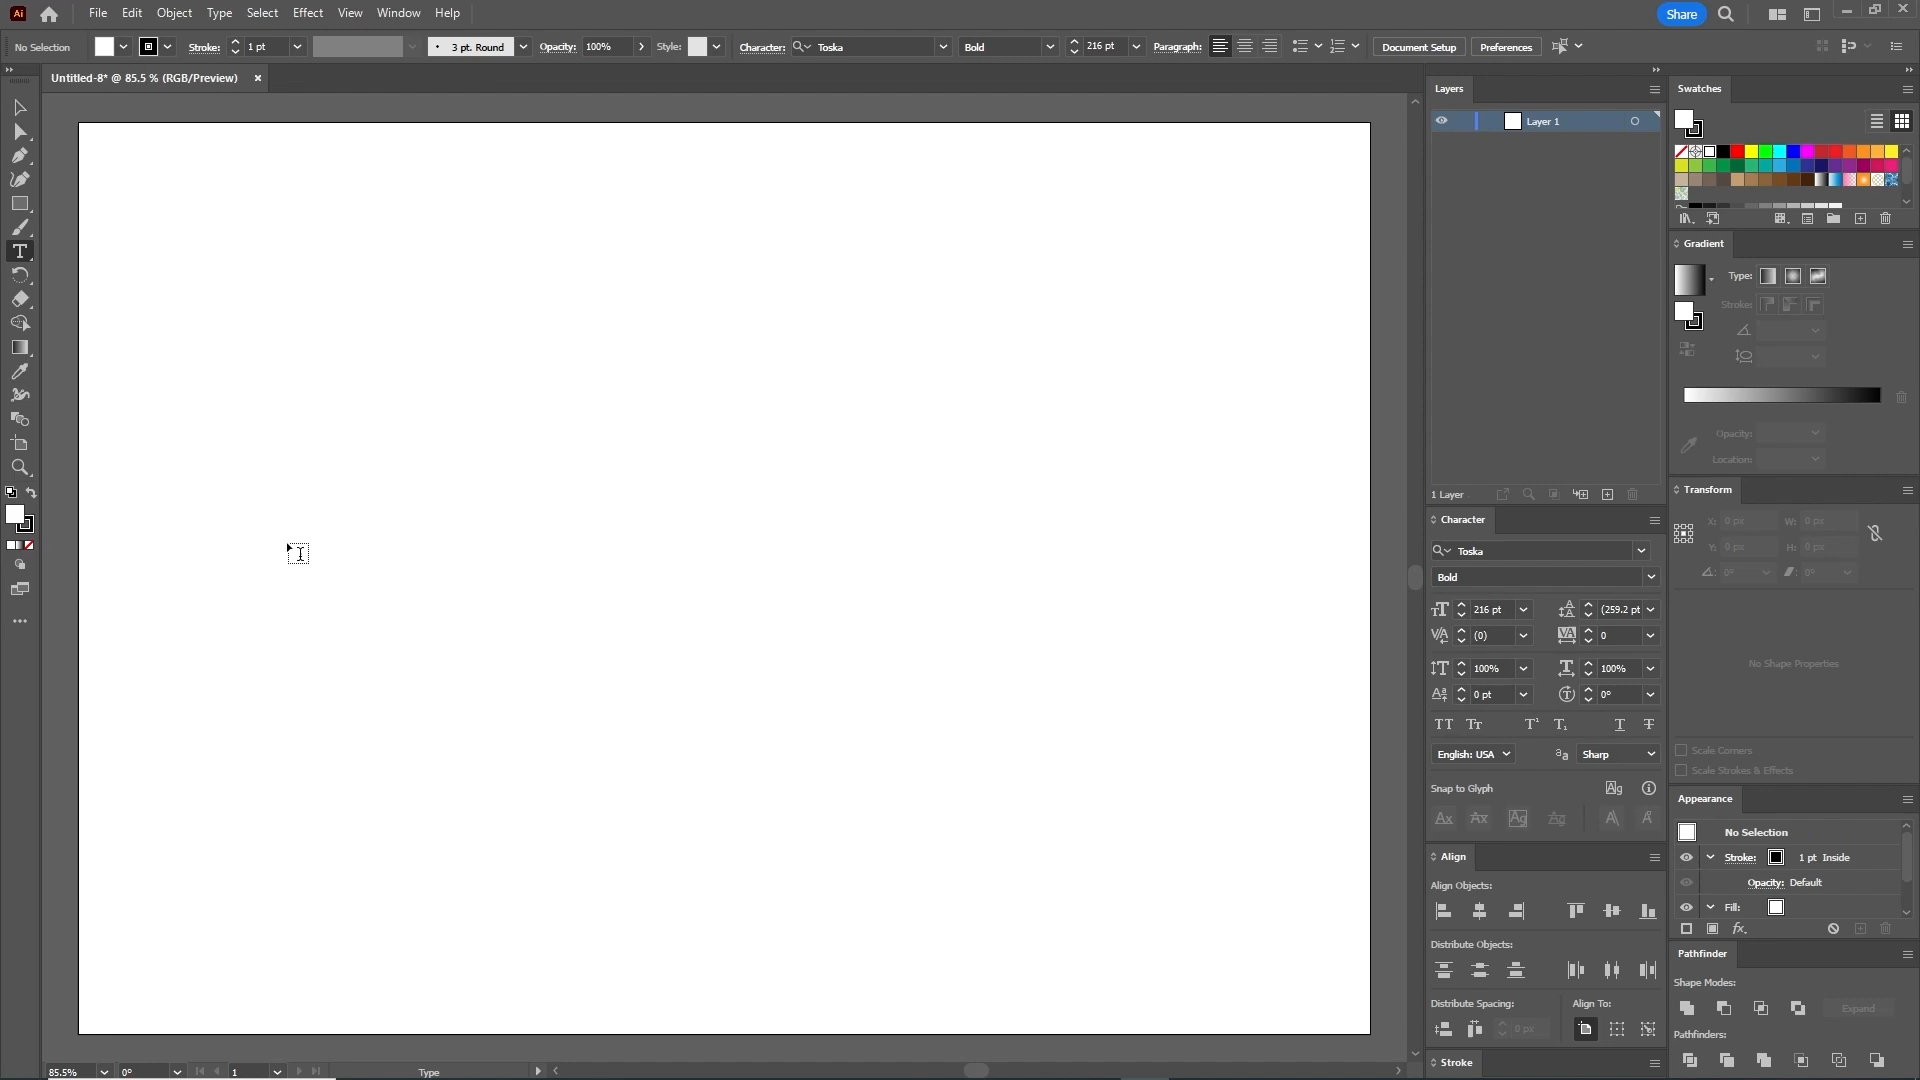 Ai File Edit Object Type Select Effect View Window Help Share
No Selection Stroke: 1 pt 3 pt. Round Opacity: 100% Style: Character: Toska Bold 216 pt Paragraph: Document Setup Preferences
Untitled-8* @ 85.5 % (RGB/Preview)
Layers
Layer 1
1 Layer
Character
Toska
Bold
216 pt (259.2 pt
(0) 0
100% 100%
0 pt 0°
English: USA Sharp
Snap to Glyph
Align
Align Objects:
Distribute Objects:
Distribute Spacing: Align To:
0 px
Stroke
Swatches
Gradient
Type:
Stroke:
Opacity:
Location:
Transform
X: 0 px W: 0 px
Y: 0 px H: 0 px
0° 0°
No Shape Properties
Scale Corners
Scale Strokes & Effects
Appearance
No Selection
Stroke: 1 pt Inside
Opacity: Default
Fill:
fx
Pathfinder
Shape Modes:
Expand
Pathfinders:
85.5% 0° 1 Type